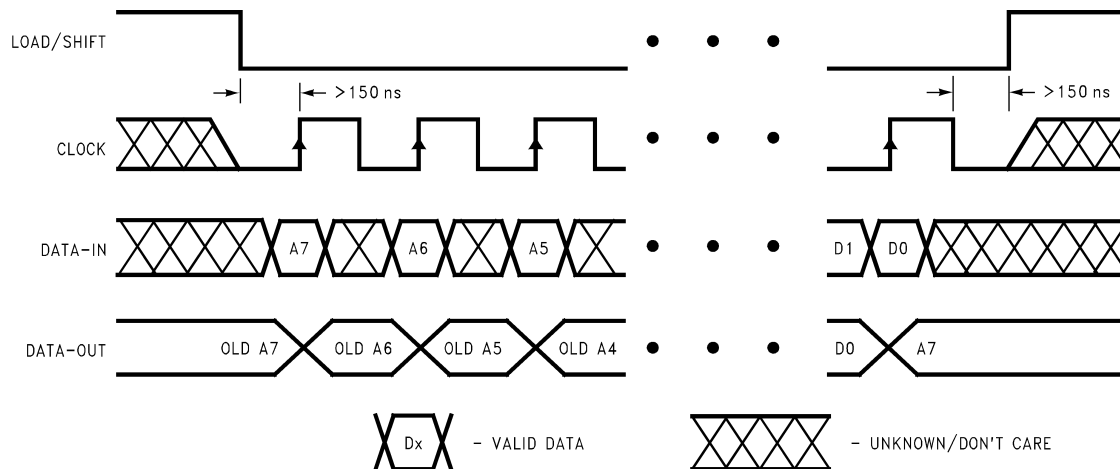 LOAD/SHIFT
>150 ns >150 ns
CLOCK
DATA-IN A7 A6 A5 D1 D0
DATA-OUT OLD A7 OLD A6 OLD A5 OLD A4 D0 A7
Dx - VALID DATA - UNKNOWN/DON'T CARE